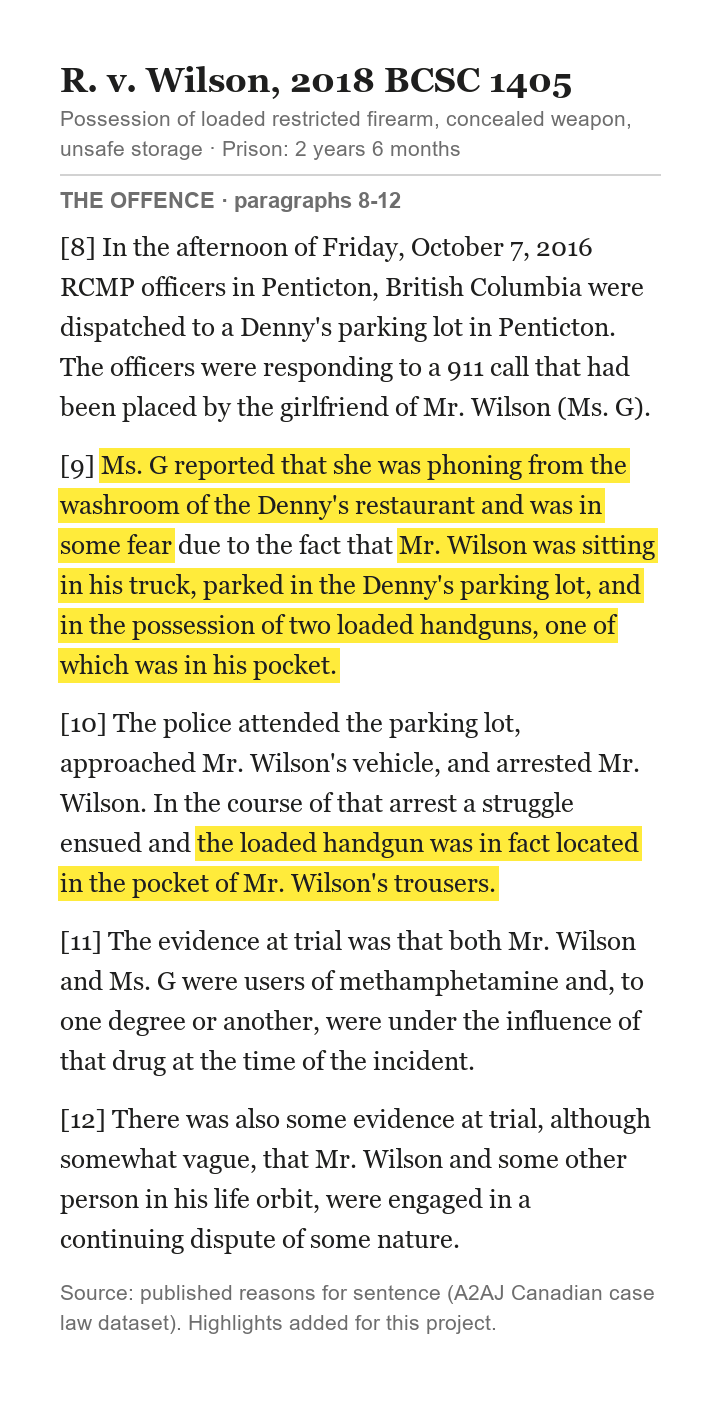 R. v. Wilson, 2018 BCSC 1405
Possession of loaded restricted firearm, concealed weapon,
unsafe storage · Prison: 2 years 6 months
THE OFFENCE · paragraphs 8-12
[8] In the afternoon of Friday, October 7, 2016
RCMP officers in Penticton, British Columbia were
dispatched to a Denny's parking lot in Penticton.
The officers were responding to a 911 call that had
been placed by the girlfriend of Mr. Wilson (Ms. G).
[9] Ms. G reported that she was phoning from the
washroom of the Denny's restaurant and was in
some fear due to the fact that Mr. Wilson was sitting
in his truck, parked in the Denny's parking lot, and
in the possession of two loaded handguns, one of
which was in his pocket.
[10] The police attended the parking lot,
approached Mr. Wilson's vehicle, and arrested Mr.
Wilson. In the course of that arrest a struggle
ensued and the loaded handgun was in fact located
in the pocket of Mr. Wilson's trousers.
[11] The evidence at trial was that both Mr. Wilson
and Ms. G were users of methamphetamine and, to
one degree or another, were under the influence of
that drug at the time of the incident.
[12] There was also some evidence at trial, although
somewhat vague, that Mr. Wilson and some other
person in his life orbit, were engaged in a
continuing dispute of some nature.
Source: published reasons for sentence (A2AJ Canadian case
law dataset). Highlights added for this project.